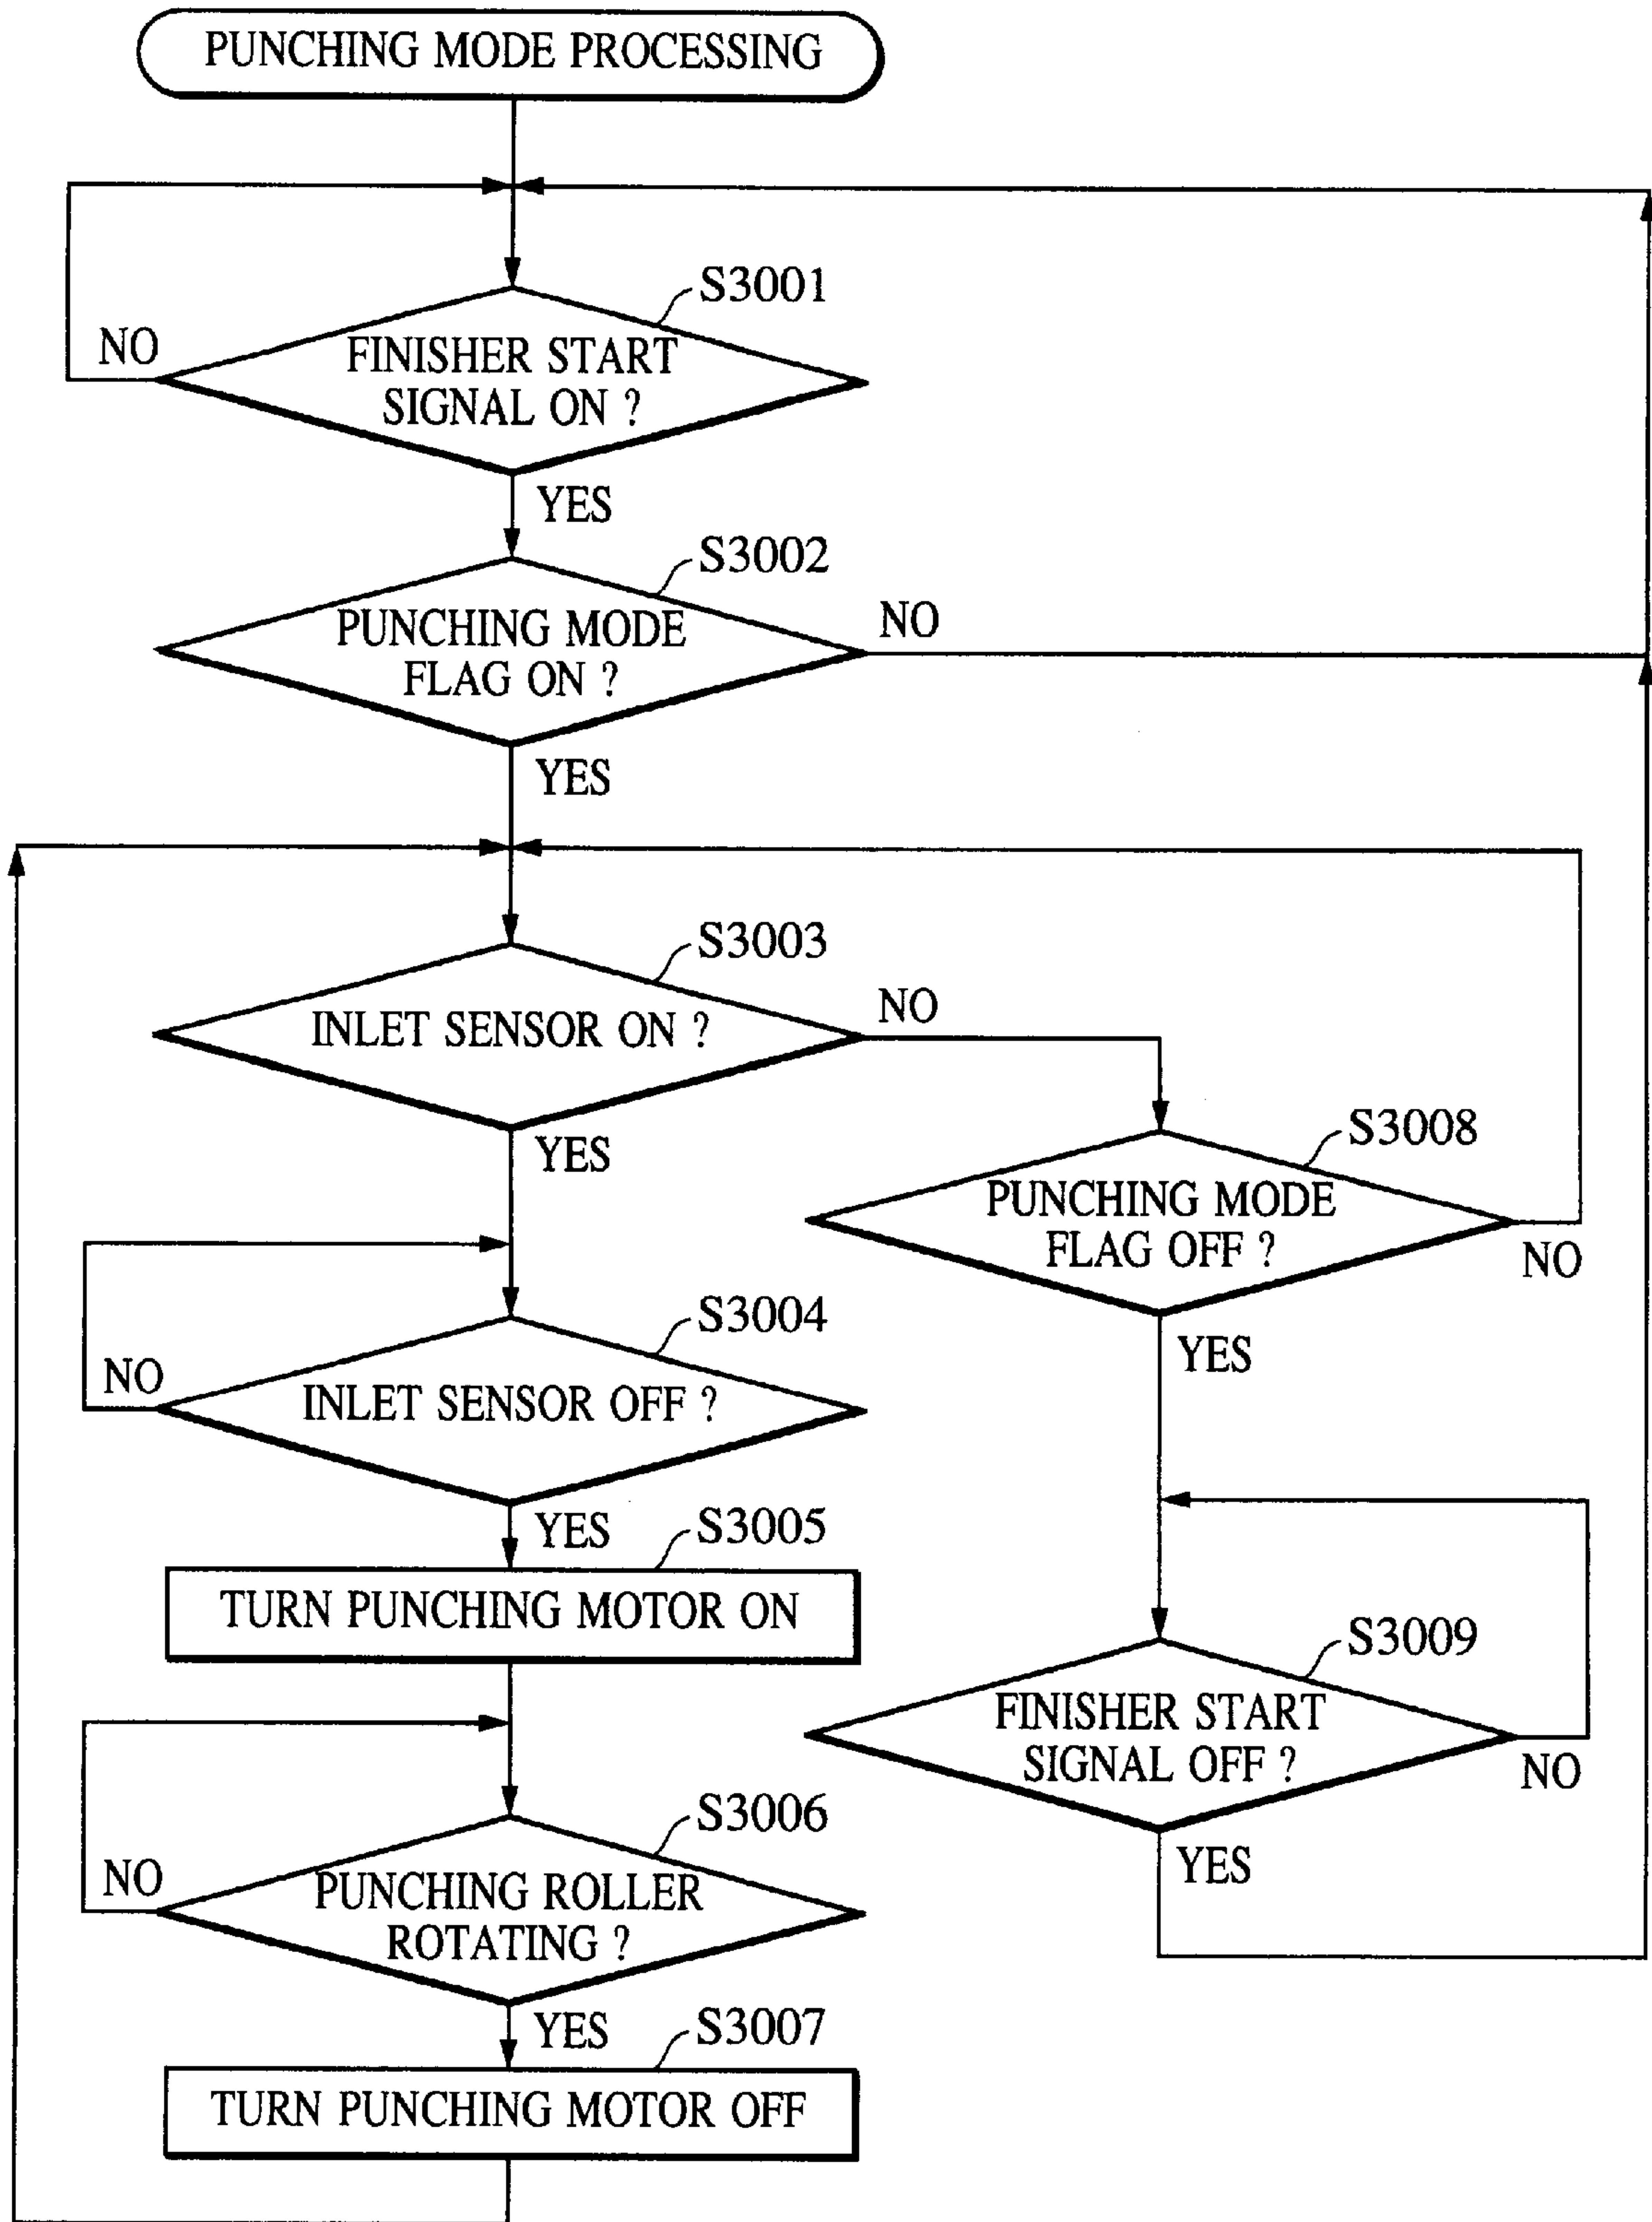 PUNCHING MODE PROCESSING
S3001
NO
FINISHER START
SIGNAL ON ?
YES
S3002
PUNCHING MODE
FLAG ON ?
NO
YES
S3003
INLET SENSOR ON ?
NO
YES
S3008
PUNCHING MODE
FLAG OFF ?
NO
YES
S3004
NO
INLET SENSOR OFF ?
YES
S3005
TURN PUNCHING MOTOR ON
S3009
FINISHER START
SIGNAL OFF ?
NO
YES
S3006
NO
PUNCHING ROLLER
ROTATING ?
YES
S3007
TURN PUNCHING MOTOR OFF